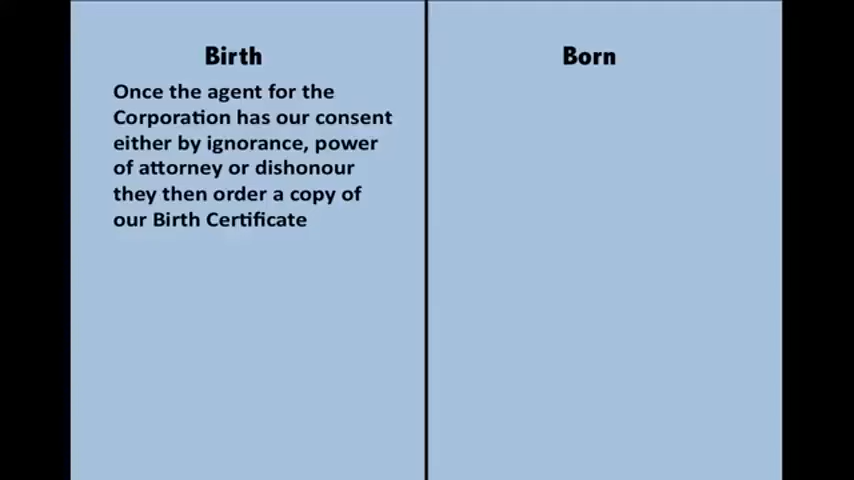 Birth
Once the agent for the
Corporation has our consent
either by ignorance, power
of attorney or dishonour
they then order a copy of
our Birth Certificate
Born